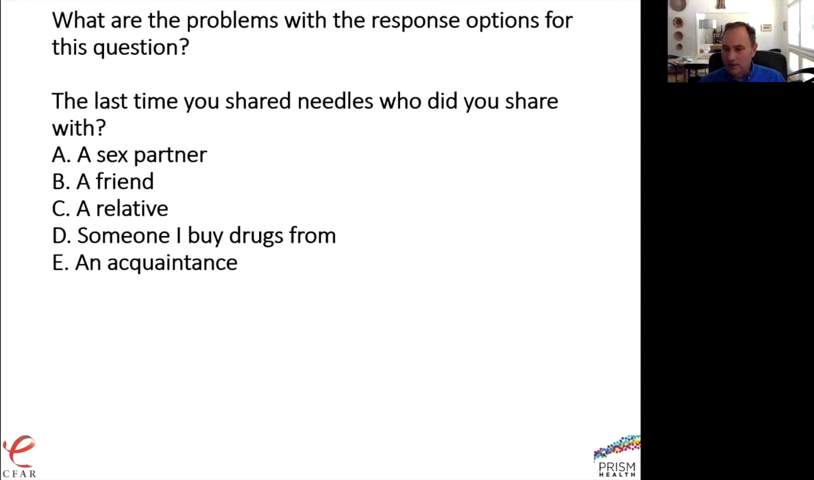 What are the problems with the response options for
this question?
The last time you shared needles who did you share
with?
A. A sex partner
B. A friend
C. A relative
D. Someone I buy drugs from
E. An acquaintance
CFAR
PRISM
HEALTH